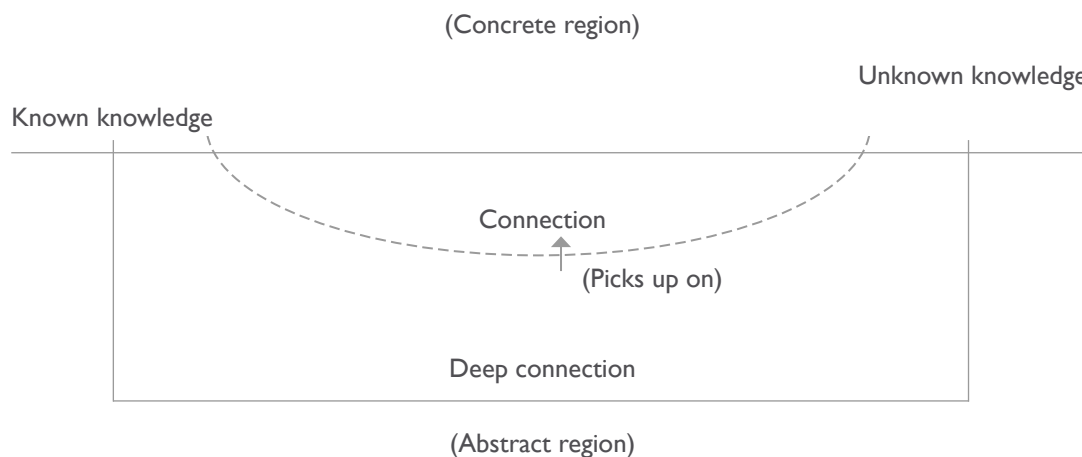 (Concrete region)
Unknown knowledge
Known knowledge
Connection
(Picks up on)
Deep connection
(Abstract region)